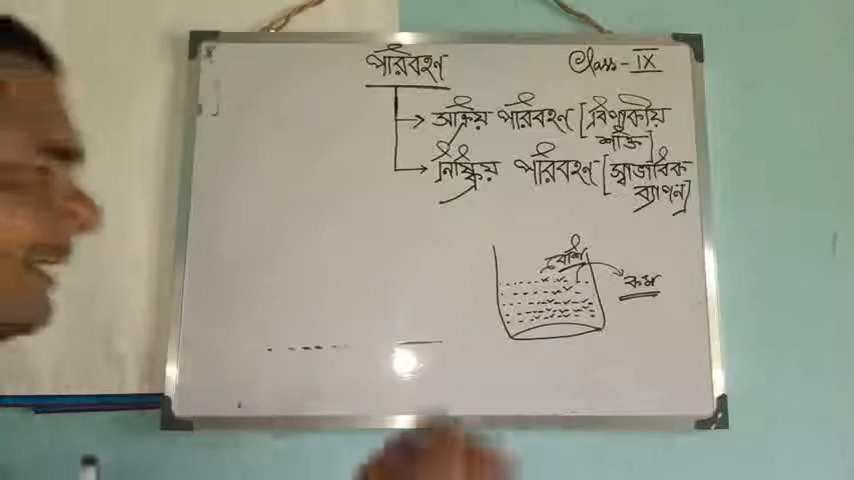 পরিবহণ
Class - IX
সক্রিয় পরিবহণ [বিপাকীয়
শক্তি]
নিষ্ক্রিয় পরিবহণ [স্বাভাবিক
ব্যাপন]
বেশি
কম